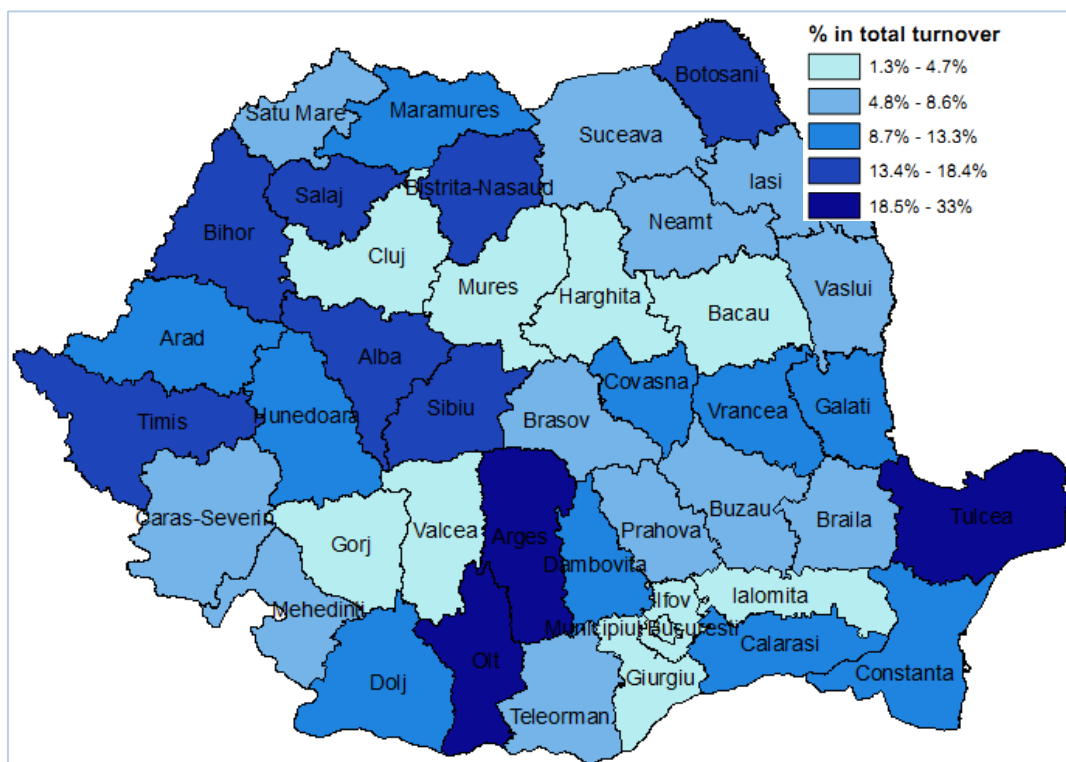 % in total turnover
1.3% - 4.7%
4.8% - 8.6%
8.7% - 13.3%
13.4% - 18.4%
18.5% - 33%
Botosani
Satu Mare
Maramures
Suceava
Iasi
Salaj
Bistrita-Nasaud
Neamt
Bihor
Cluj
Mures
Harghita
Bacau
Vaslui
Arad
Alba
Covasna
Timis
Hunedoara
Sibiu
Brasov
Vrancea
Galati
Caras-Severin
Gorj
Valcea
Arges
Prahova
Buzau
Braila
Tulcea
Dambovita
Mehedinti
Ilfov
Ialomita
Municipiul Bucuresti
Calarasi
Olt
Dolj
Giurgiu
Constanta
Teleorman